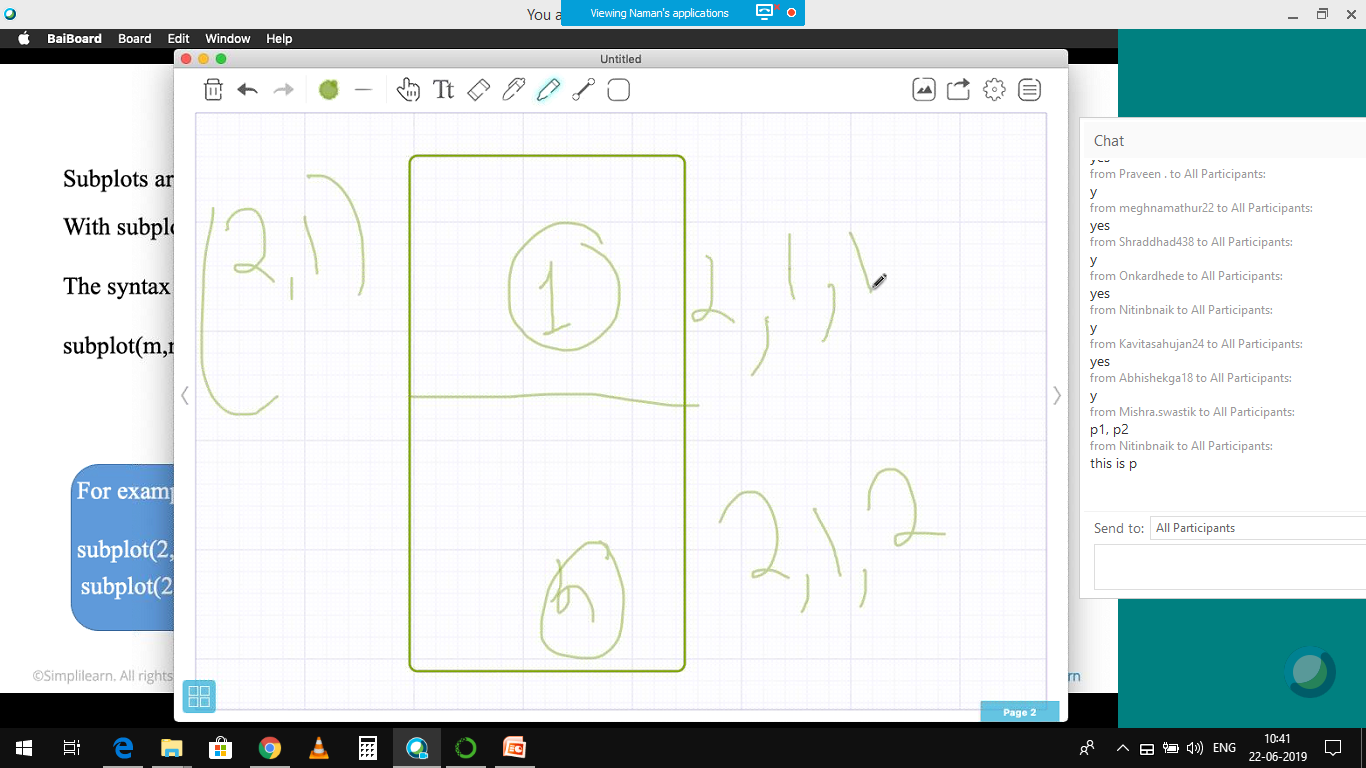 You a
Viewing Naman's applications
BaiBoard Board Edit Window Help
Untitled
Tt
Subplots ar
With subplo
The syntax
subplot(m,n
For examp
subplot(2,
subplot(2
©Simplilearn. All rights
rn
(2,1)
1
2,1,1
2,1,2
Page 2
Chat
yes
from Praveen . to All Participants:
y
from meghnamathur22 to All Participants:
yes
from Shraddhad438 to All Participants:
y
from Onkardhede to All Participants:
yes
from Nitinbnaik to All Participants:
y
from Kavitasahujan24 to All Participants:
yes
from Abhishekga18 to All Participants:
y
from Mishra.swastik to All Participants:
p1, p2
from Nitinbnaik to All Participants:
this is p
Send to: All Participants
ENG
10:41
22-06-2019